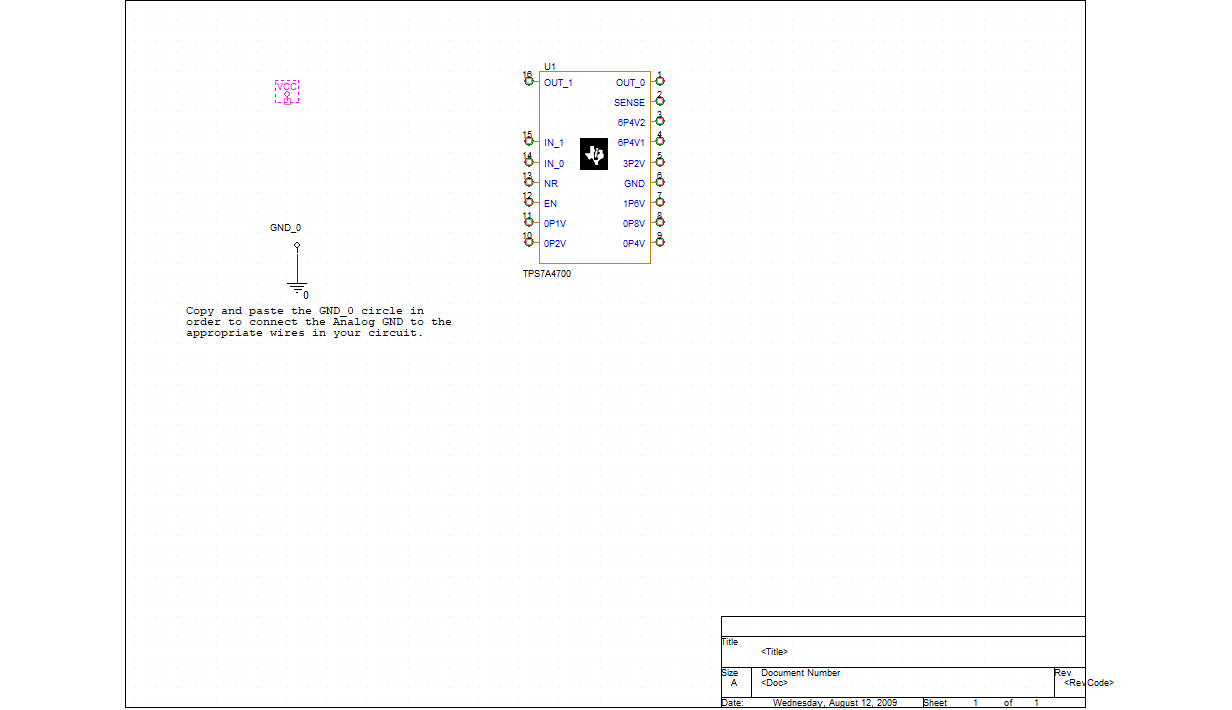 VCC
U1
16
OUT_1
OUT_0
1
SENSE
2
6P4V2
3
15
IN_1
6P4V1
4
14
IN_0
3P2V
5
13
NR
GND
6
12
EN
1P6V
7
11
0P1V
0P8V
8
10
0P2V
0P4V
9
TPS7A4700
GND_0
0
Copy and paste the GND_0 circle in
order to connect the Analog GND to the
appropriate wires in your circuit.
Title
<Title>
Size
A
Document Number
<Doc>
Rev
<RevCode>
Date:
Wednesday, August 12, 2009
Sheet 1 of 1